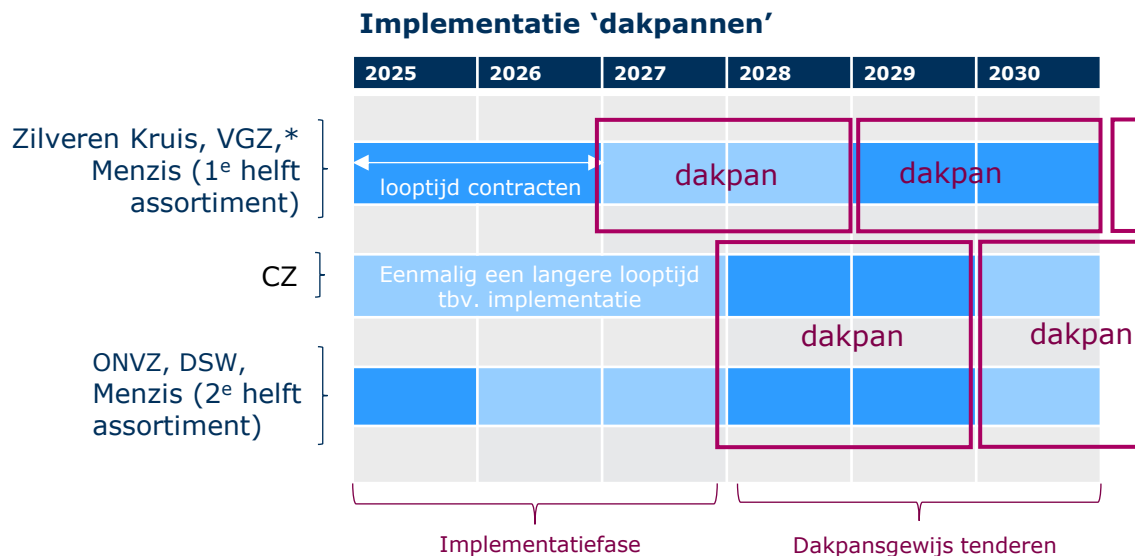 Implementatie ‘dakpannen’
2025 2026 2027 2028 2029 2030
Zilveren Kruis, VGZ,*
Menzis (1e helft
assortiment)
looptijd contracten
dakpan
dakpan
CZ
Eenmalig een langere looptijd
tbv. implementatie
dakpan
dakpan
ONVZ, DSW,
Menzis (2e helft
assortiment)
Implementatiefase
Dakpansgewijs tenderen